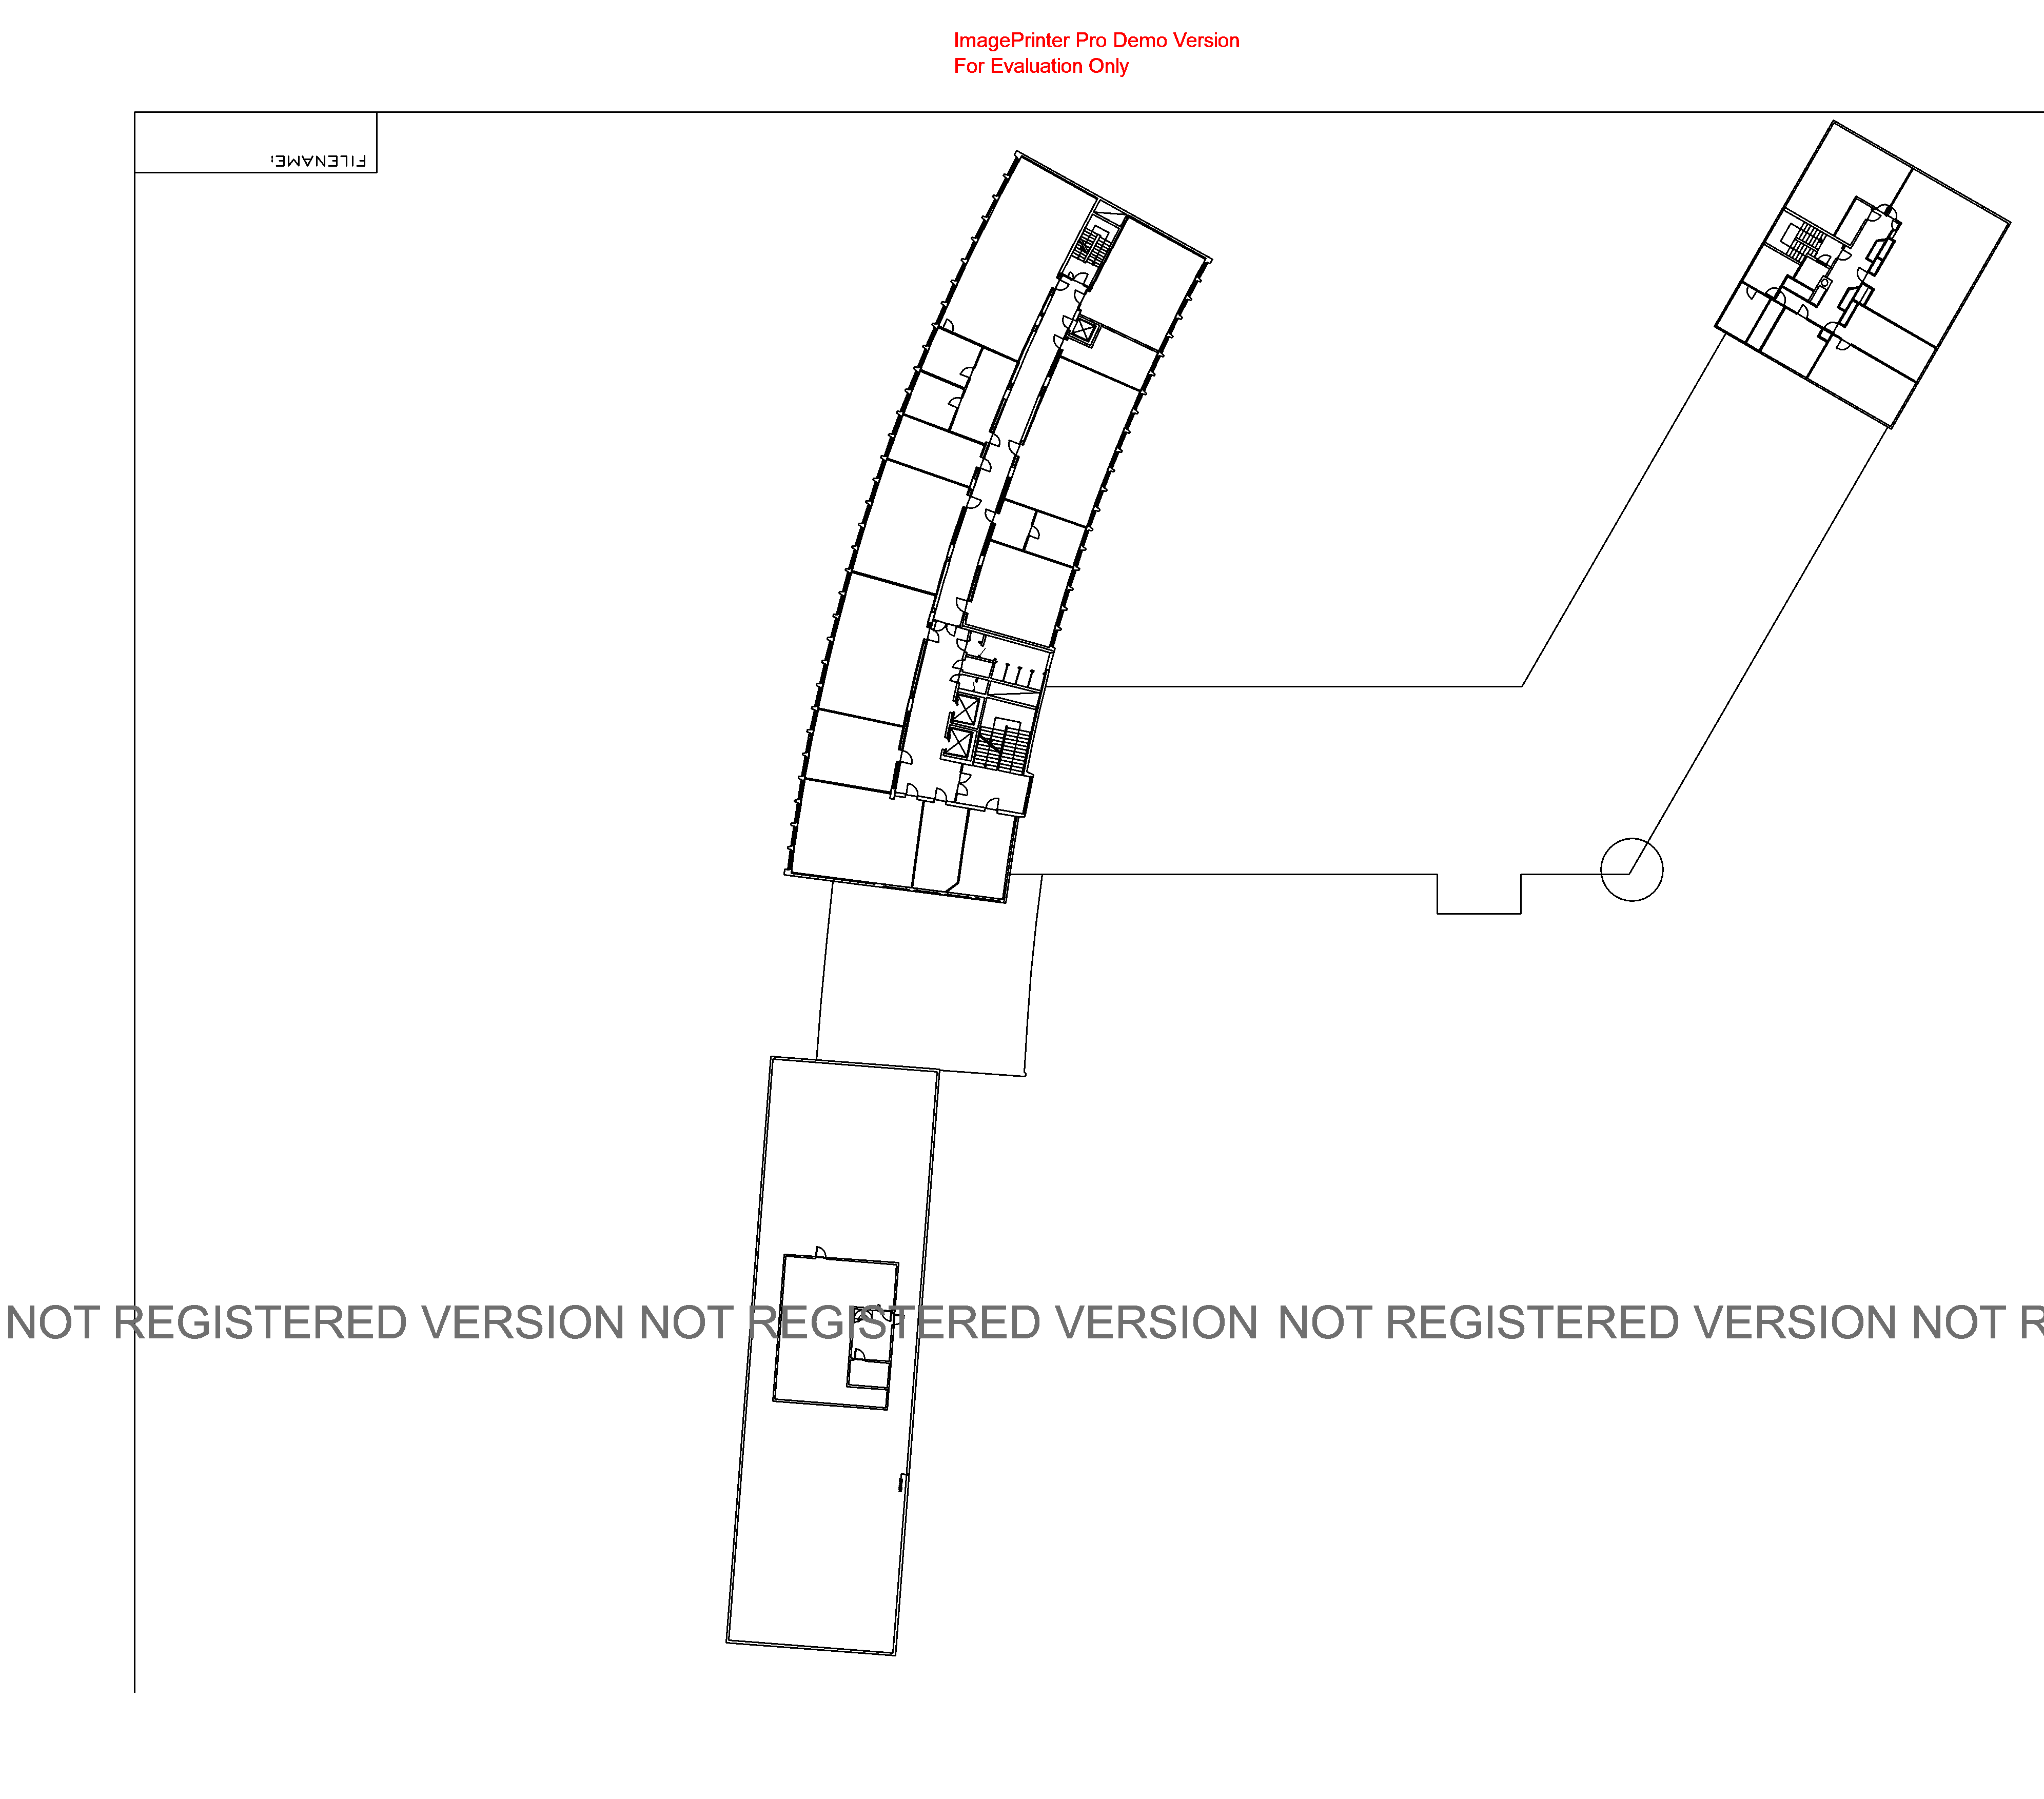 ImagePrinter Pro Demo Version
For Evaluation Only
FILENAME:
NOT REGISTERED VERSION NOT REGISTERED VERSION NOT REGISTERED VERSION NOT R